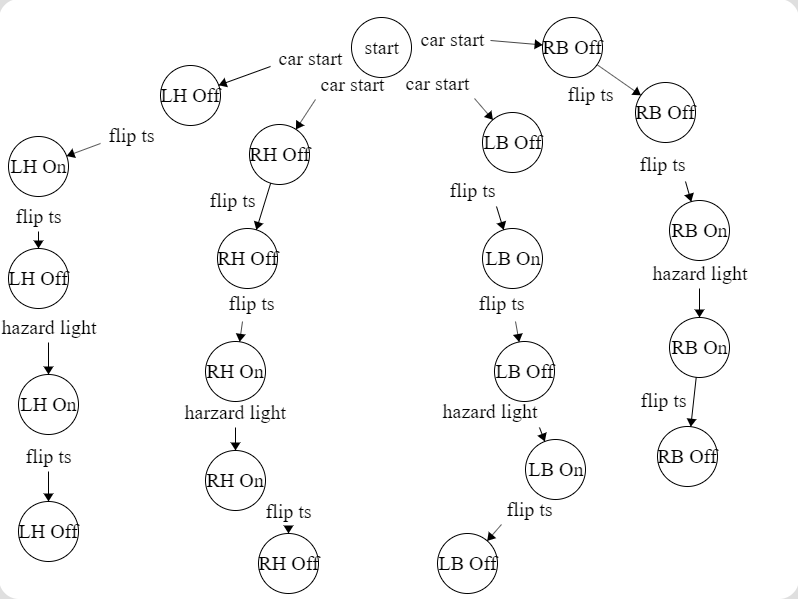 start
car start
RB Off
car start
LH Off
car start
car start
flip ts
RB Off
flip ts
LH On
RH Off
LB Off
flip ts
flip ts
flip ts
flip ts
RB On
LH Off
RH Off
LB On
hazard light
hazard light
flip ts
flip ts
RB On
LH On
RH On
LB Off
flip ts
harzard light
hazard light
flip ts
RH On
LB On
RB Off
LH Off
flip ts
flip ts
RH Off
LB Off